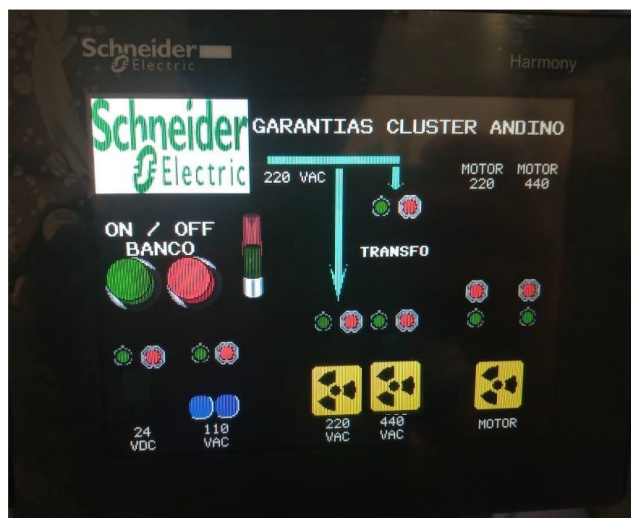 Schneider
Electric
Harmony
Schneider
Electric
GARANTIAS CLUSTER ANDINO
220 VAC
MOTOR
220
MOTOR
440
ON / OFF
BANCO
TRANSFO
24
VDC
110
VAC
220
VAC
440
VAC
MOTOR